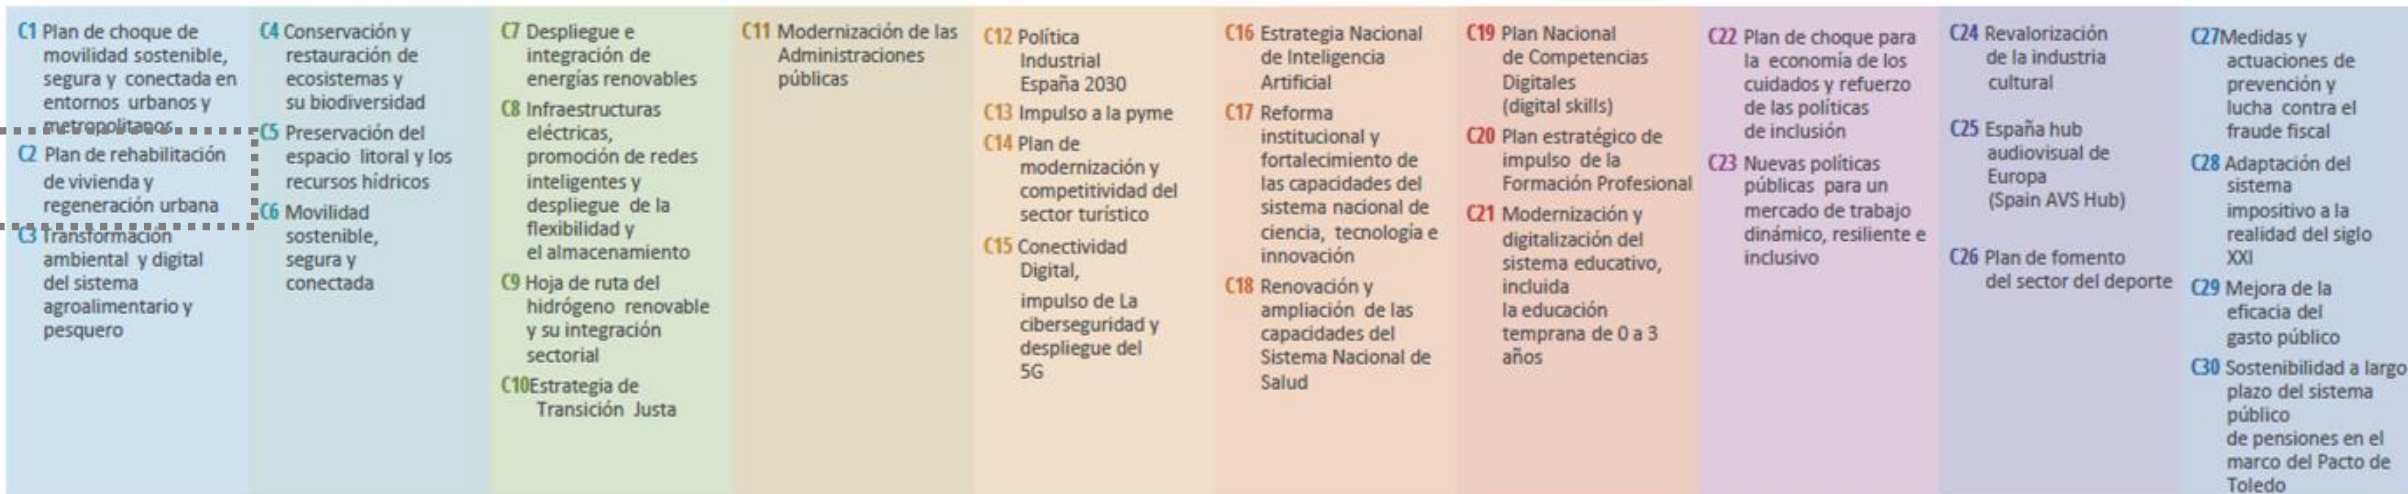 C1 Plan de choque de
movilidad sostenible,
segura y conectada en
entornos urbanos y
metropolitanos
C2 Plan de rehabilitación
de vivienda y
regeneración urbana
C3 Transformación
ambiental y digital
del sistema
agroalimentario y
pesquero
C4 Conservación y
restauración de
ecosistemas y
su biodiversidad
C5 Preservación del
espacio litoral y los
recursos hídricos
C6 Movilidad
sostenible,
segura y
conectada
C7 Despliegue e
integración de
energías renovables
C8 Infraestructuras
eléctricas,
promoción de redes
inteligentes y
despliegue de la
flexibilidad y
el almacenamiento
C9 Hoja de ruta del
hidrógeno renovable
y su integración
sectorial
C10Estrategia de
Transición Justa
C11 Modernización de las
Administraciones
públicas
C12 Política
Industrial
España 2030
C13 Impulso a la pyme
C14 Plan de
modernización y
competitividad del
sector turístico
C15 Conectividad
Digital,
impulso de La
ciberseguridad y
despliegue del
5G
C16 Estrategia Nacional
de Inteligencia
Artificial
C17 Reforma
institucional y
fortalecimiento de
las capacidades del
sistema nacional de
ciencia, tecnología e
innovación
C18 Renovación y
ampliación de las
capacidades del
Sistema Nacional de
Salud
C19 Plan Nacional
de Competencias
Digitales
(digital skills)
C20 Plan estratégico de
impulso de la
Formación Profesional
C21 Modernización y
digitalización del
sistema educativo,
incluida
la educación
temprana de 0 a 3
años
C22 Plan de choque para
la economía de los
cuidados y refuerzo
de las políticas
de inclusión
C23 Nuevas políticas
públicas para un
mercado de trabajo
dinámico, resiliente e
inclusivo
C24 Revalorización
de la industria
cultural
C25 España hub
audiovisual de
Europa
(Spain AVS Hub)
C26 Plan de fomento
del sector del deporte
C27Medidas y
actuaciones de
prevención y
lucha contra el
fraude fiscal
C28 Adaptación del
sistema
impositivo a la
realidad del siglo
XXI
C29 Mejora de la
eficacia del
gasto público
C30 Sostenibilidad a largo
plazo del sistema
público
de pensiones en el
marco del Pacto de
Toledo